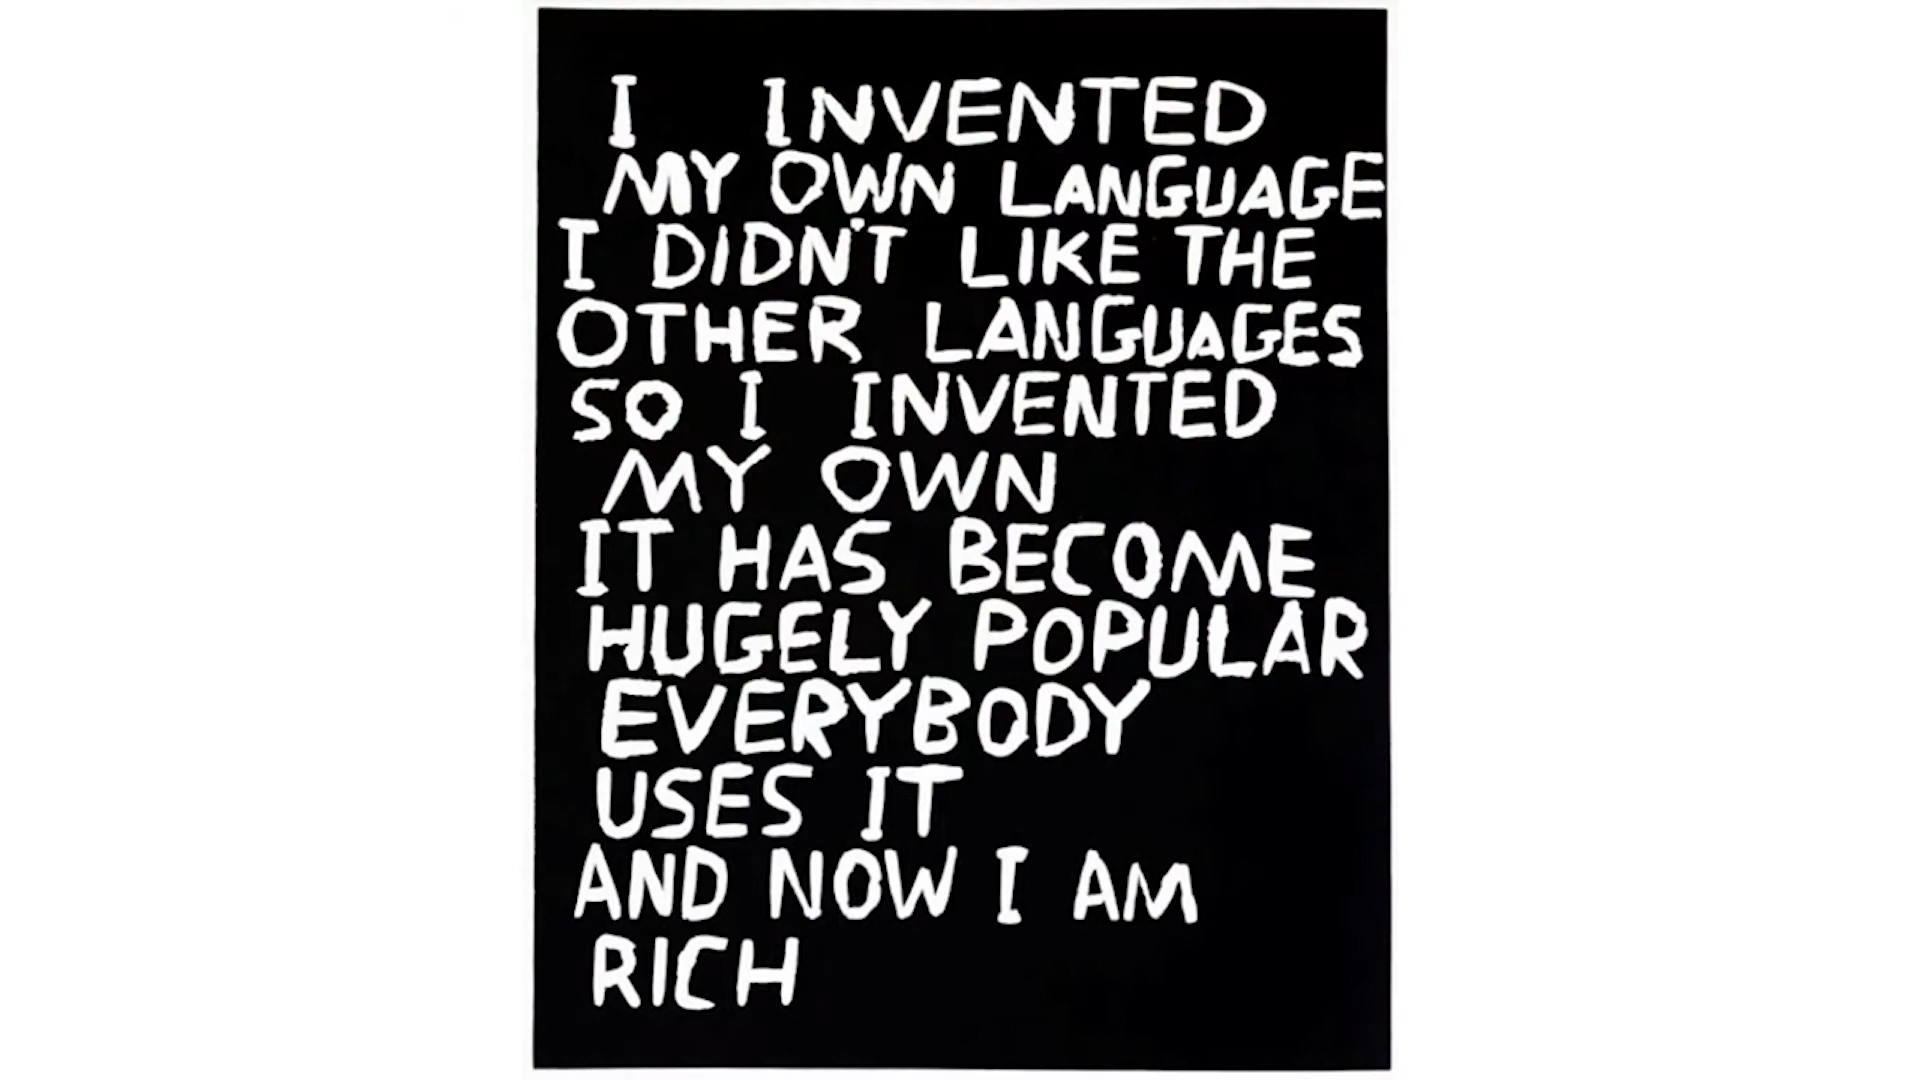 I INVENTED
MY OWN LANGUAGE
I DIDN'T LIKE THE
OTHER LANGUAGES
SO I INVENTED
MY OWN
IT HAS BECOME
HUGELY POPULAR
EVERYBODY
USES IT
AND NOW I AM
RICH